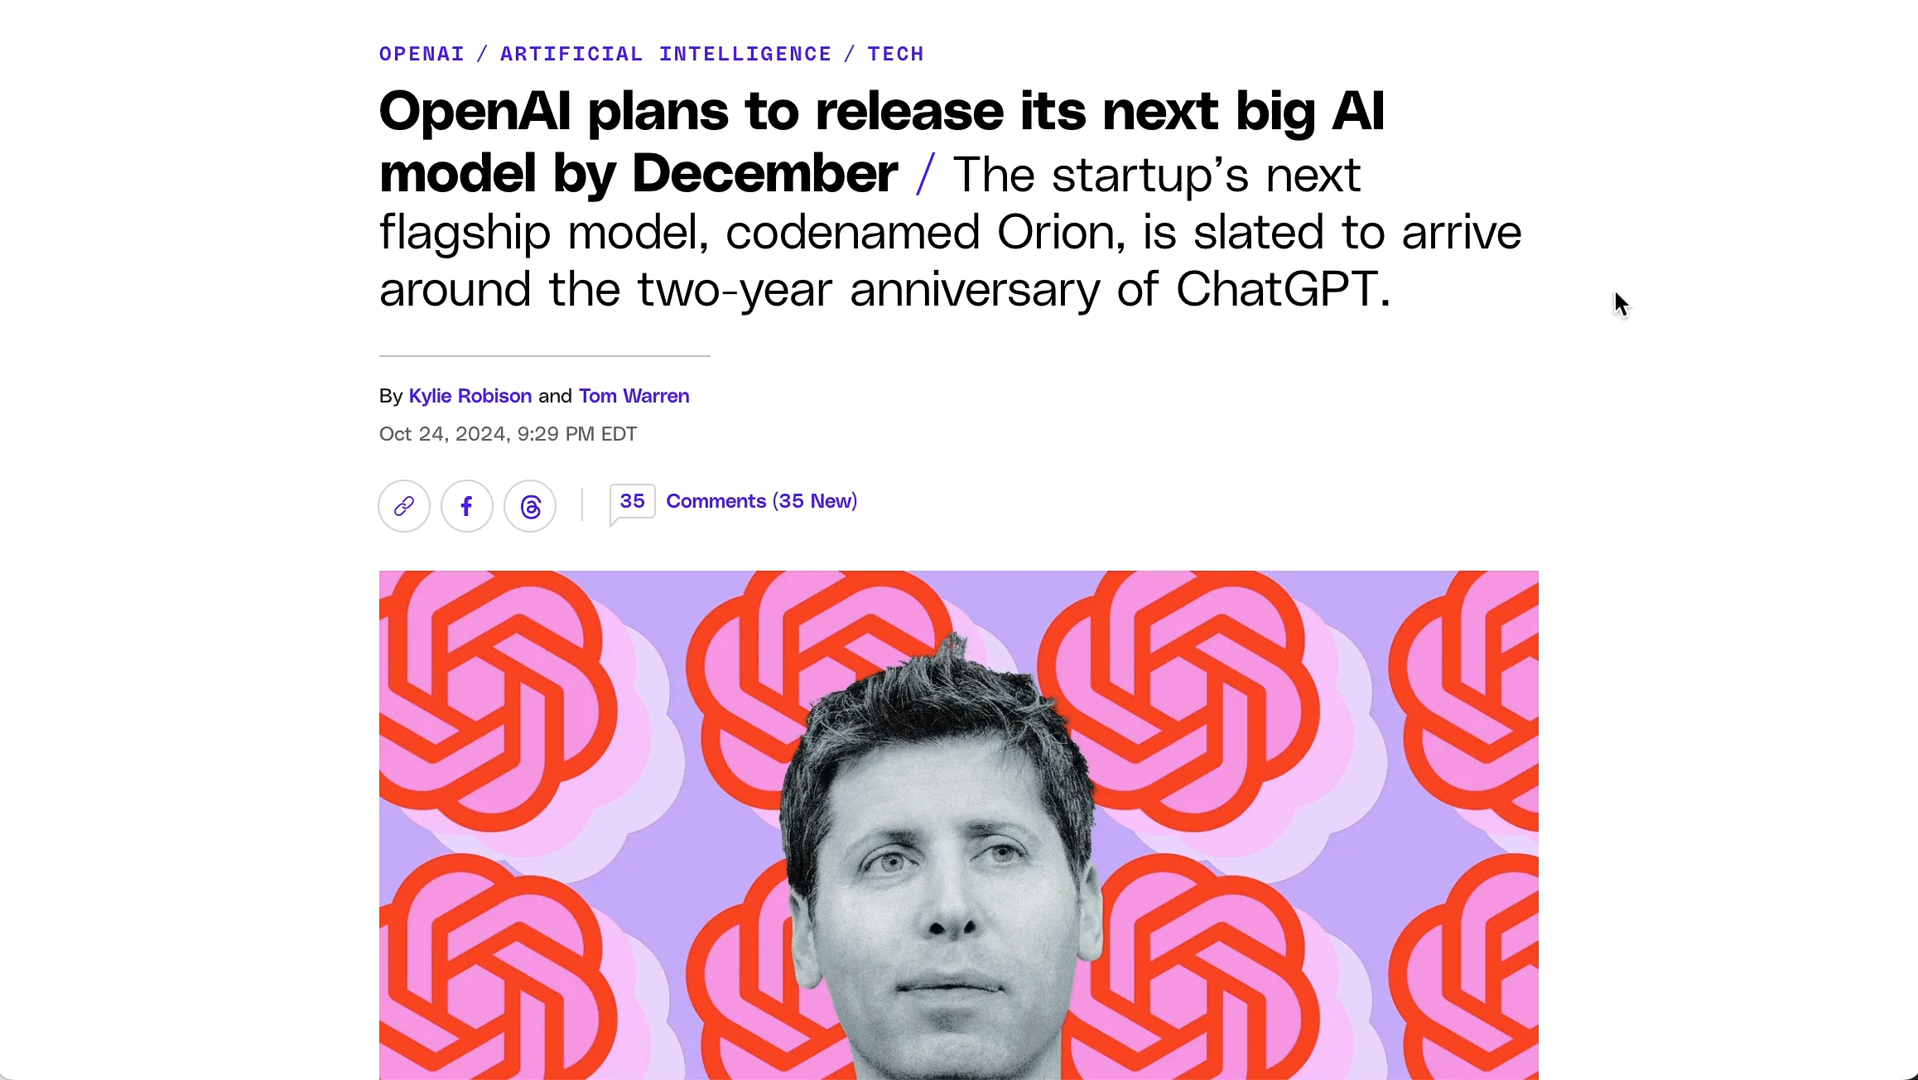 OPENAI / ARTIFICIAL INTELLIGENCE / TECH
OpenAI plans to release its next big AI
model by December / The startup’s next
flagship model, codenamed Orion, is slated to arrive
around the two-year anniversary of ChatGPT.
By Kylie Robison and Tom Warren
Oct 24, 2024, 9:29 PM EDT
35 Comments (35 New)